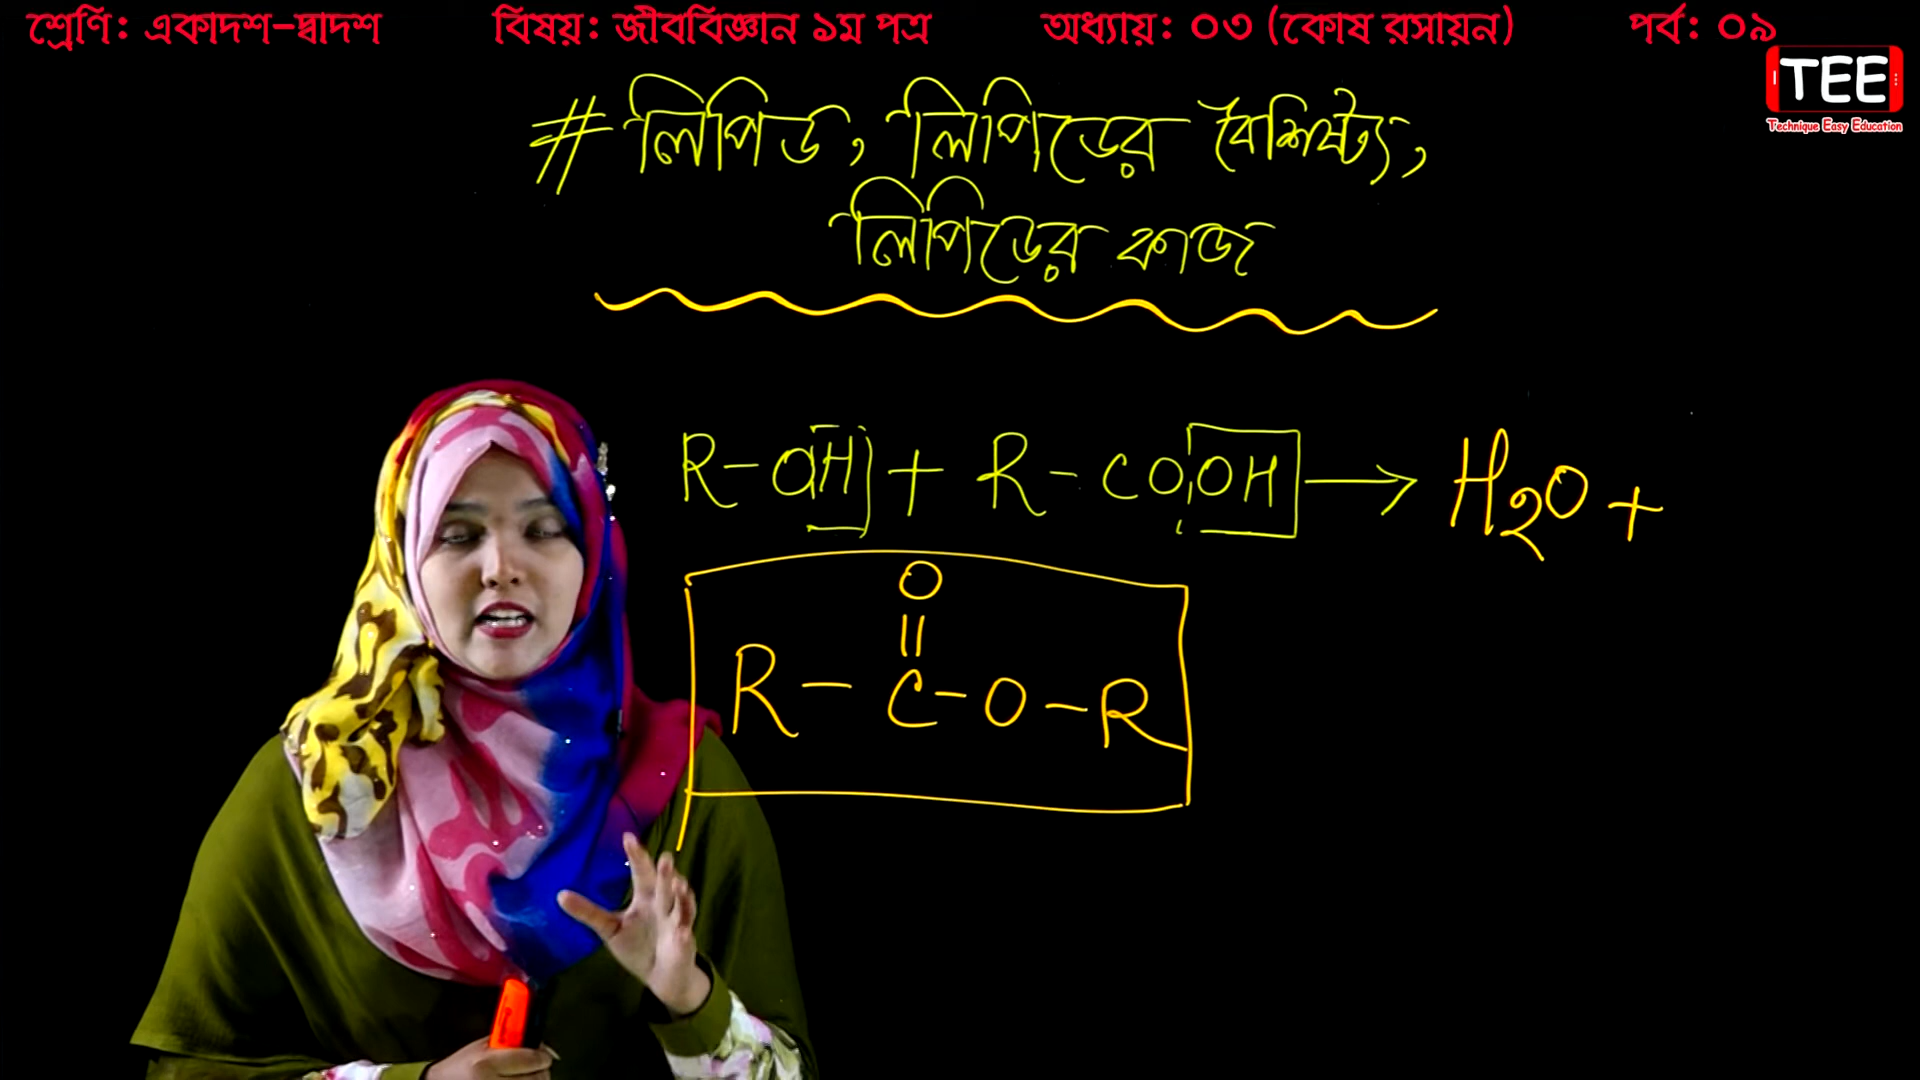 শ্রেণি: একাদশ-দ্বাদশ বিষয়: জীববিজ্ঞান ১ম পত্র অধ্যায়: ০৩ (কোষ রসায়ন) পর্ব: ০৯
TEE
Technique Easy Education
# লিপিড, লিপিডের বৈশিষ্ট্য,
লিপিডের কাজ
R-OH + R-COOH → H2O +
O
||
R-C-O-R